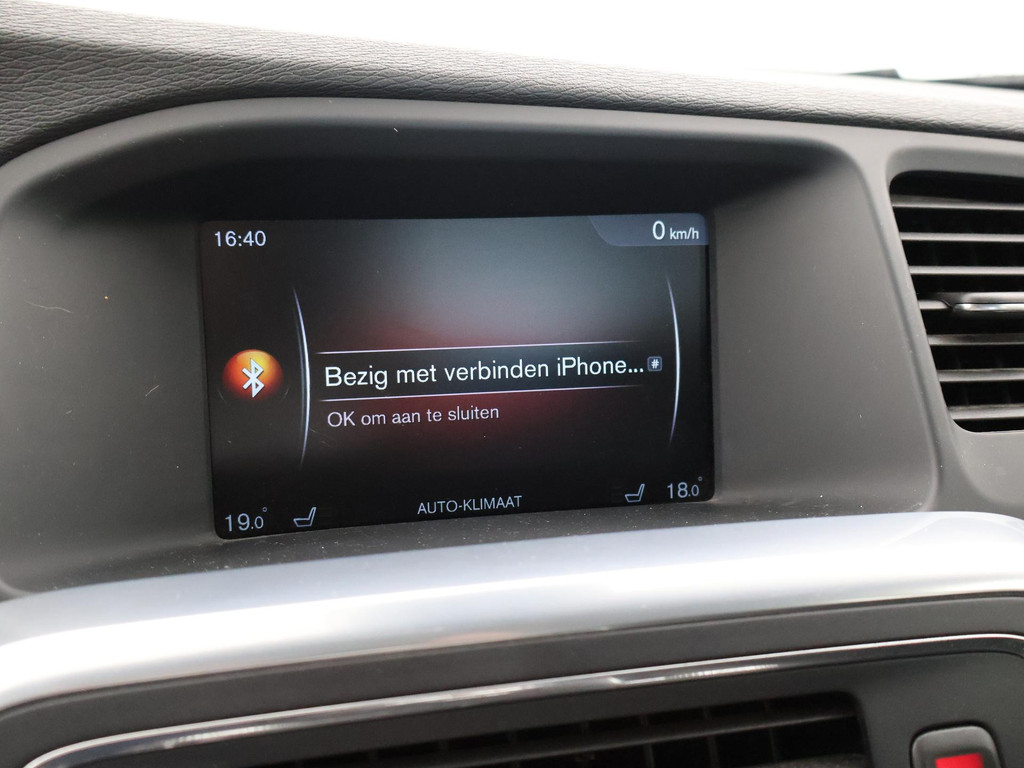 16:40
0 km/h
Bezig met verbinden iPhone... #
OK om aan te sluiten
19.0°
AUTO-KLIMAAT
18.0°